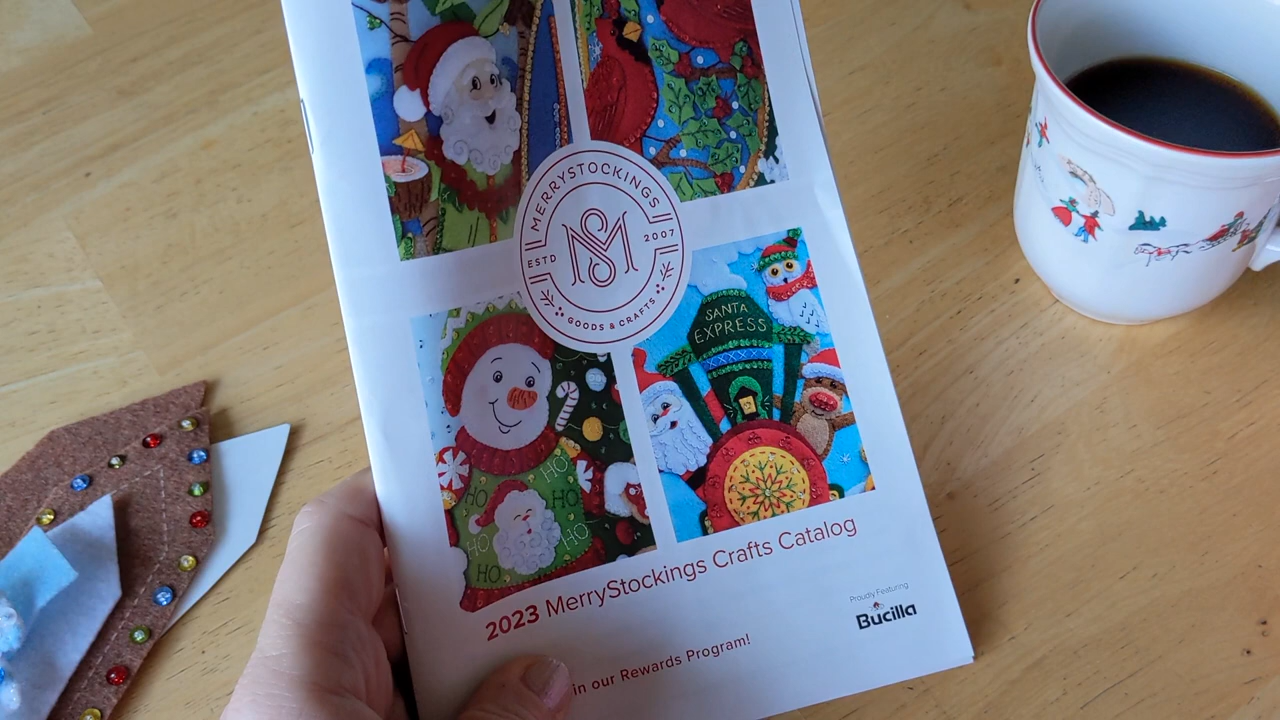 MERRYSTOCKINGS
ESTD
2007
MS
GOODS & CRAFTS
SANTA
EXPRESS
HO
HO
HO
HO
HO
HO
2023 MerryStockings Crafts Catalog
Proudly Featuring
Bucilla
in our Rewards Program!